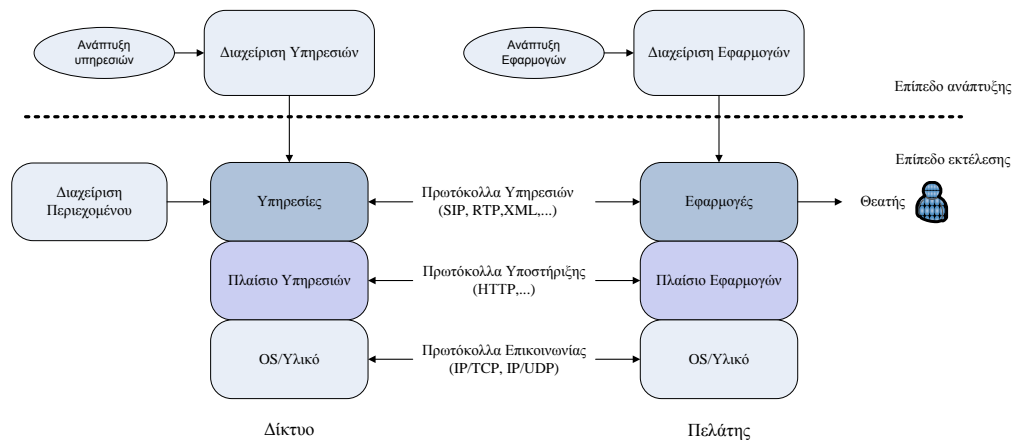 Ανάπτυξη
υπηρεσιών
Διαχείριση Υπηρεσιών
Ανάπτυξη
Εφαρμογών
Διαχείριση Εφαρμογών
Επίπεδο ανάπτυξης
Επίπεδο εκτέλεσης
Διαχείριση
Περιεχομένου
Υπηρεσίες
Πρωτόκολλα Υπηρεσιών
(SIP, RTP,XML,...)
Εφαρμογές
Θεατής
Πλαίσιο Υπηρεσιών
Πρωτόκολλα Υποστήριξης
(HTTP,...)
Πλαίσιο Εφαρμογών
OS/Υλικό
Πρωτόκολλα Επικοινωνίας
(IP/TCP, IP/UDP)
OS/Υλικό
Δίκτυο
Πελάτης